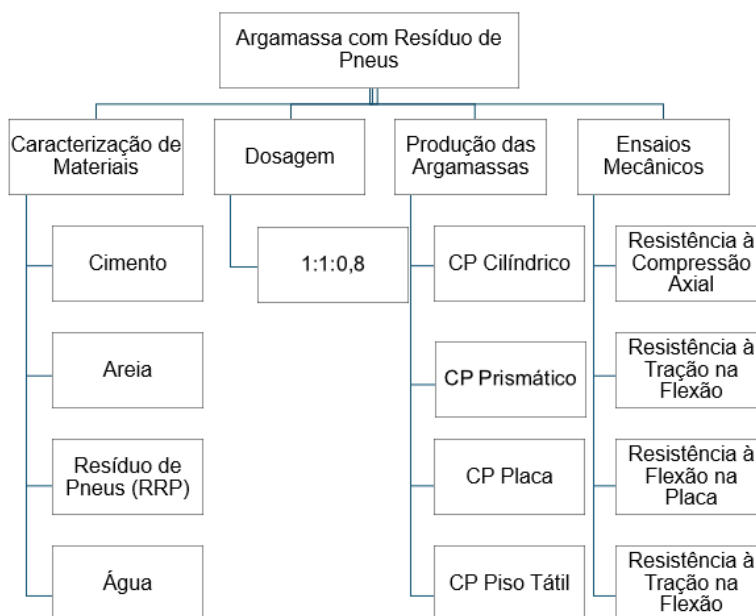 Argamassa com Resíduo de
Pneus
Caracterização de
Materiais
Dosagem
Produção das
Argamassas
Ensaios
Mecânicos
Cimento
1:1:0,8
CP Cilíndrico
Resistência à
Compressão
Axial
Areia
CP Prismático
Resistência à
Tração na
Flexão
Resíduo de
Pneus (RRP)
CP Placa
Resistência à
Flexão na
Placa
Água
CP Piso Tátil
Resistência à
Tração na
Flexão